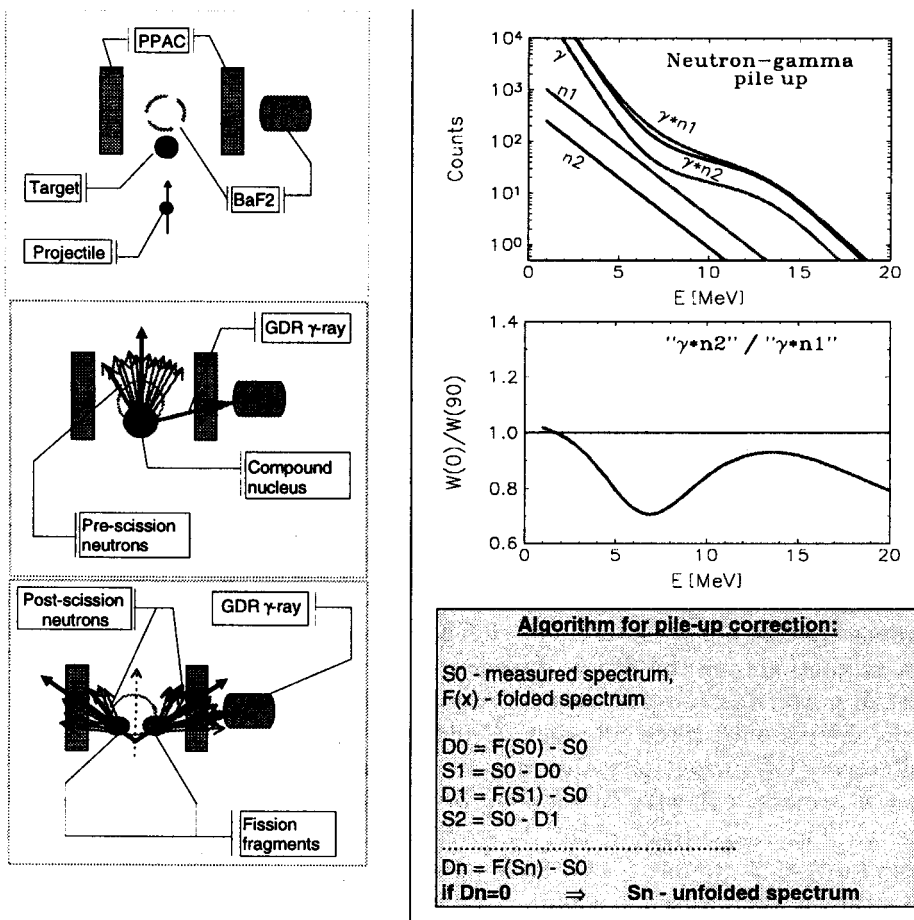 PPAC
Target
BaF2
Projectile
GDR γ-ray
Compound
nucleus
Pre-scission
neutrons
Post-scission
neutrons
GDR γ-ray
Fission
fragments
Neutron-gamma
pile up
γ
n1
n2
γ*n1
γ*n2
Counts
10⁴
10³
10²
10¹
10⁰
0
5
10
15
20
E [MeV]
"γ*n2" / "γ*n1"
W(0)/W(90)
1.4
1.2
1.0
0.8
0.6
0
5
10
15
20
E [MeV]
Algorithm for pile-up correction:
S0 - measured spectrum,
F(x) - folded spectrum
D0 = F(S0) - S0
S1 = S0 - D0
D1 = F(S1) - S0
S2 = S0 - D1
........................................................
Dn = F(Sn) - S0
if Dn=0 ⇒ Sn - unfolded spectrum